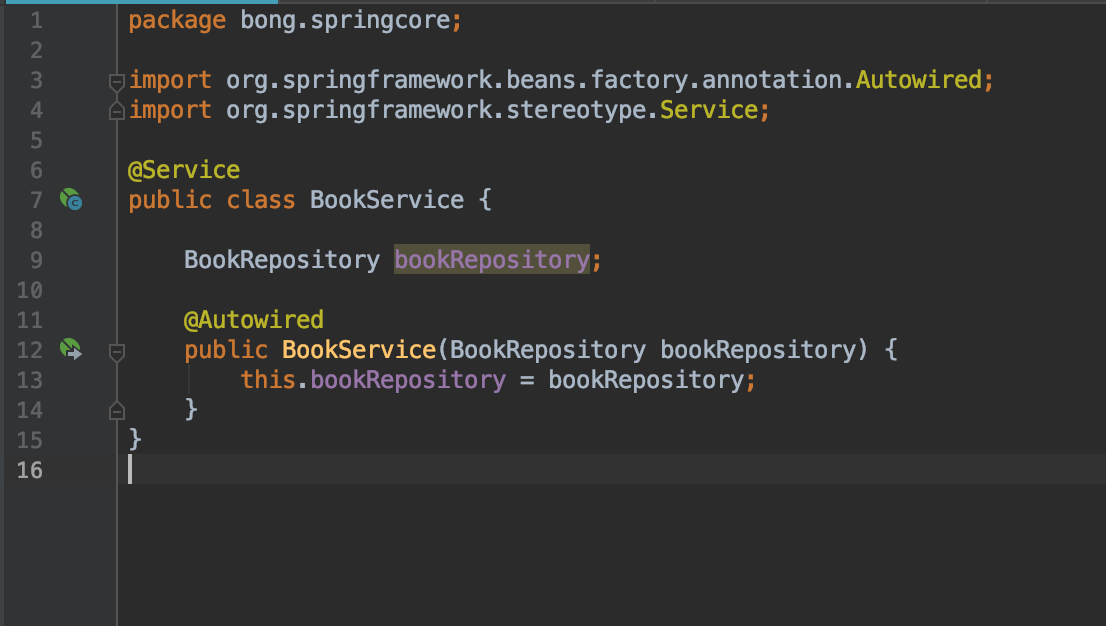 1 package bong.springcore;
2
3 import org.springframework.beans.factory.annotation.Autowired;
4 import org.springframework.stereotype.Service;
5
6 @Service
7 public class BookService {
8
9 BookRepository bookRepository;
10
11 @Autowired
12 public BookService(BookRepository bookRepository) {
13 this.bookRepository = bookRepository;
14 }
15 }
16